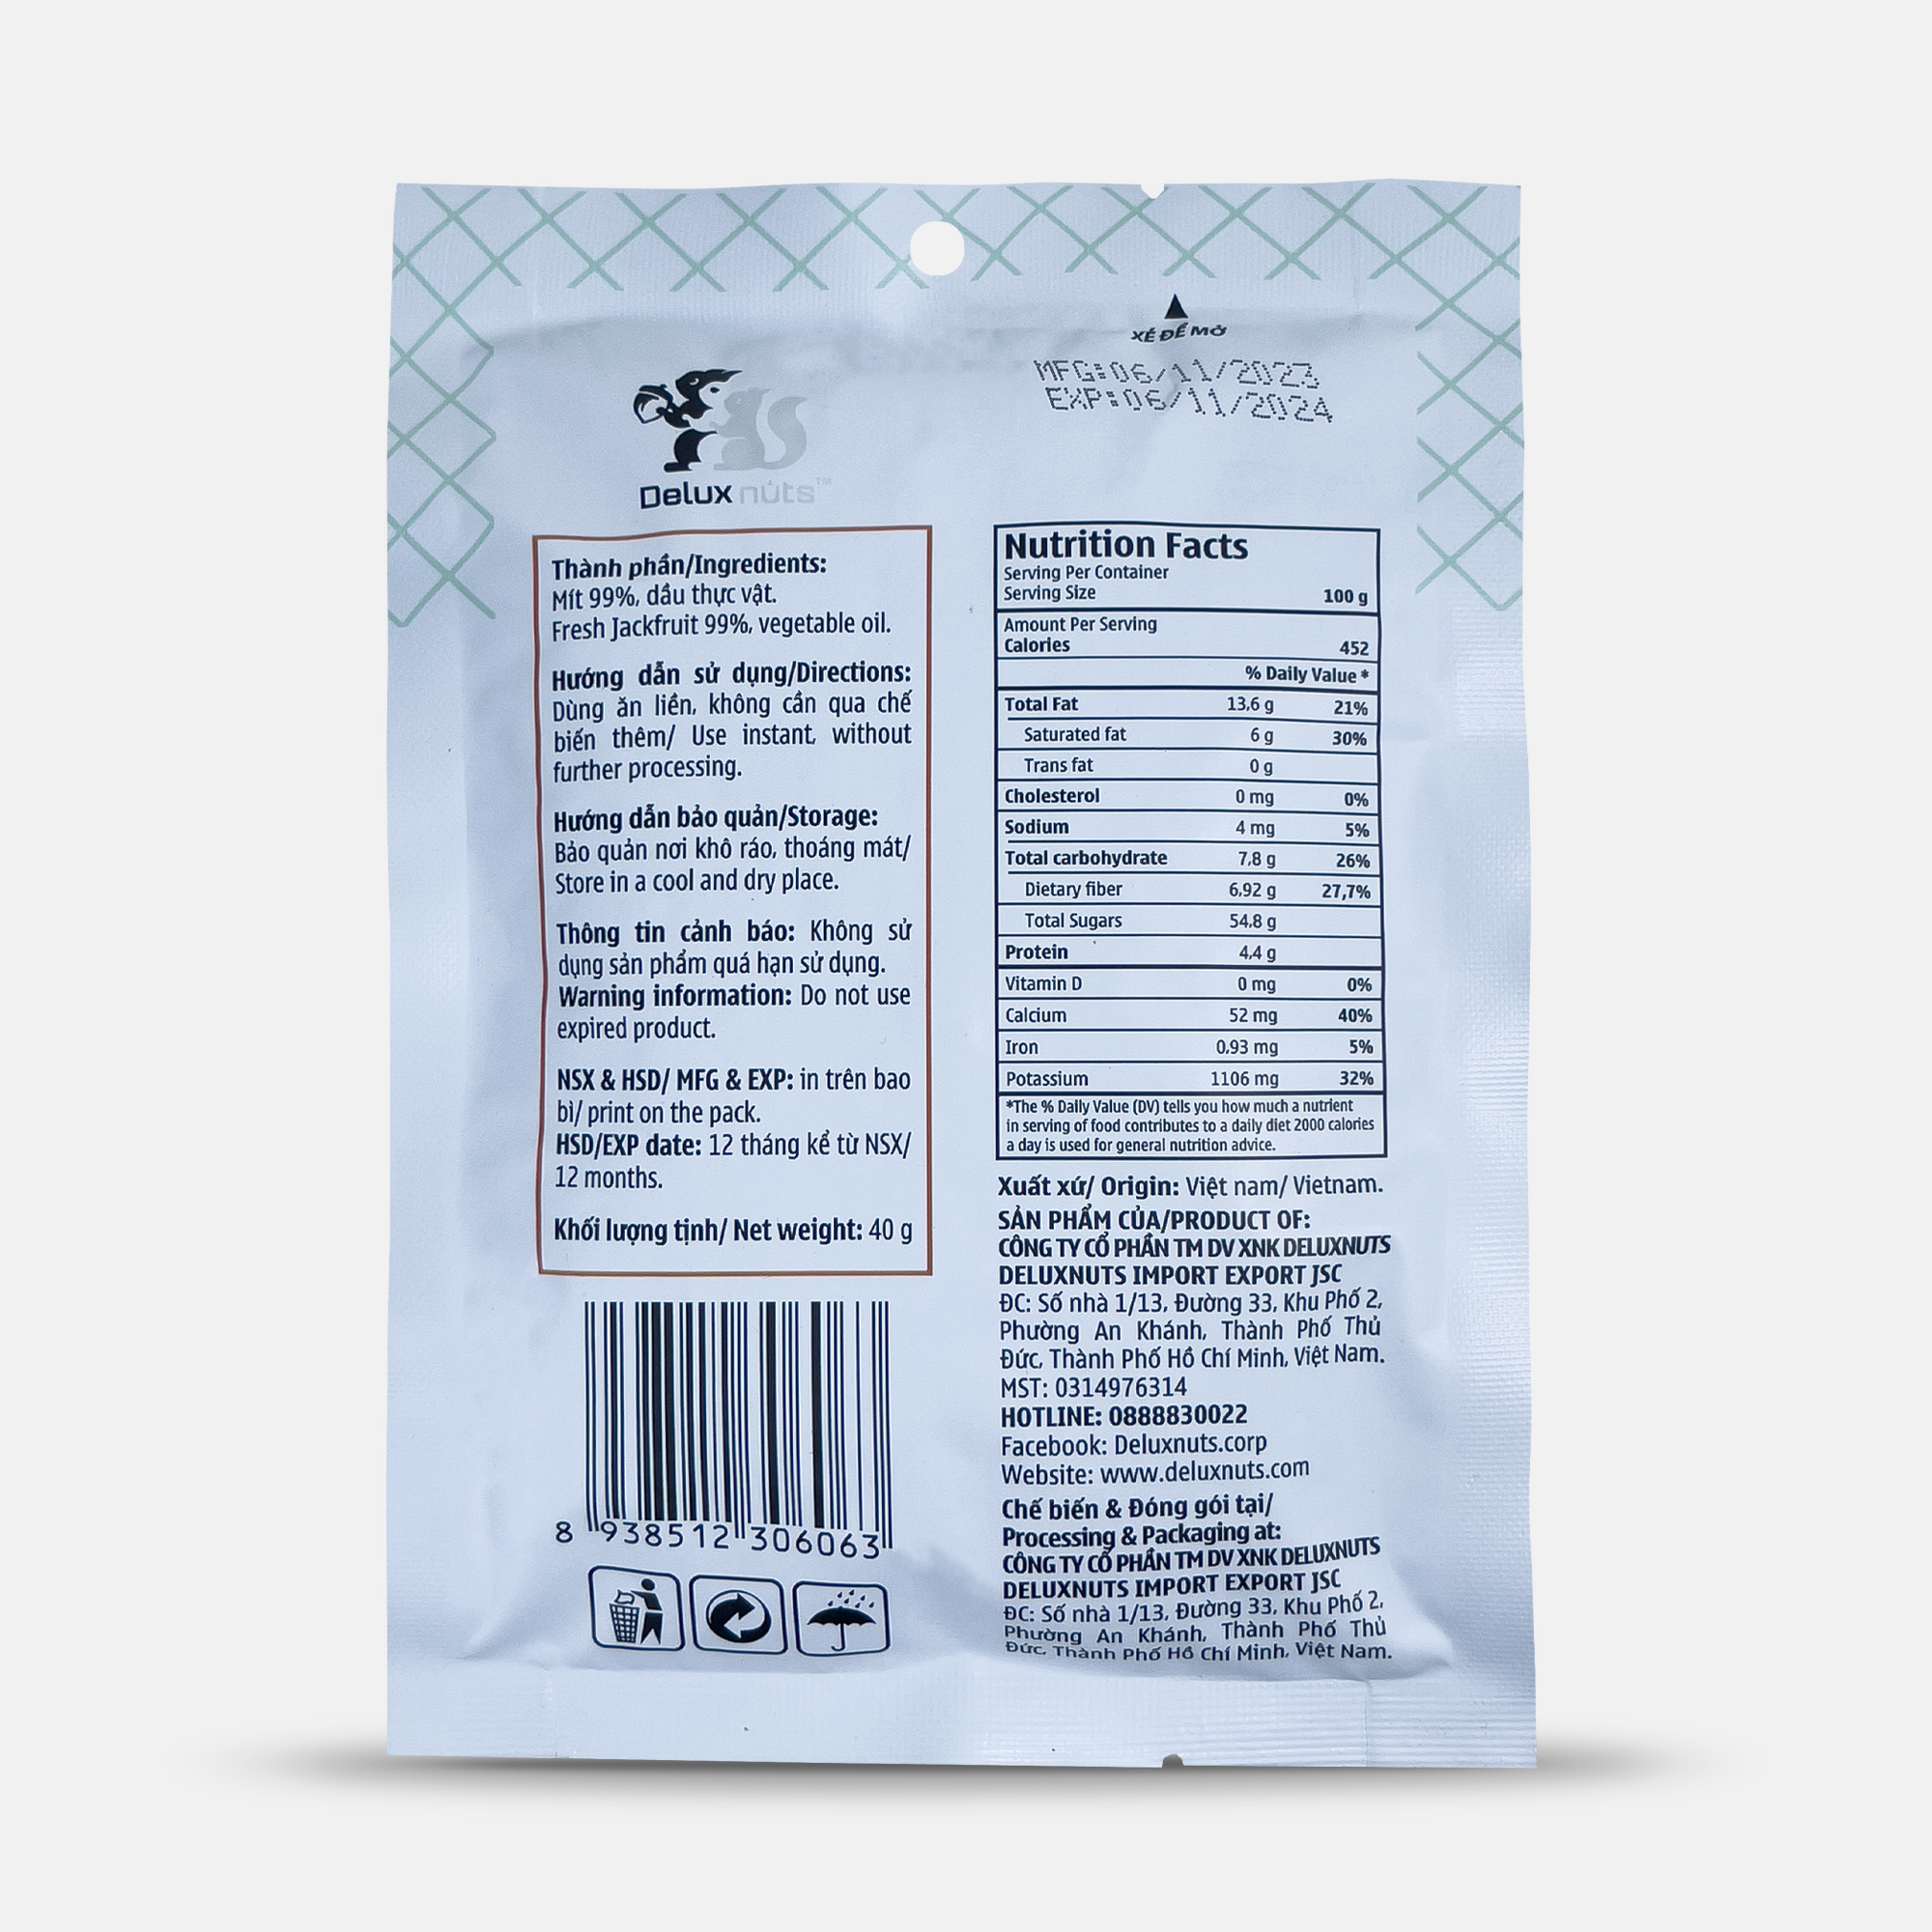 XÉ ĐỂ MỞ
MFG:06/11/2023
EXP:06/11/2024
Delux nuts™
Thành phần/Ingredients:
Mít 99%, dầu thực vật.
Fresh Jackfruit 99%, vegetable oil.
Hướng dẫn sử dụng/Directions:
Dùng ăn liền, không cần qua chế
biến thêm/ Use instant, without
further processing.
Hướng dẫn bảo quản/Storage:
Bảo quản nơi khô ráo, thoáng mát/
Store in a cool and dry place.
Thông tin cảnh báo: Không sử
dụng sản phẩm quá hạn sử dụng.
Warning information: Do not use
expired product.
NSX & HSD/ MFG & EXP: in trên bao
bì/ print on the pack.
HSD/EXP date: 12 tháng kể từ NSX/
12 months.
Khối lượng tịnh/ Net weight: 40 g
8 938512 306063
Nutrition Facts
Serving Per Container
Serving Size 100 g
Amount Per Serving
Calories 452
% Daily Value *
Total Fat 13,6 g 21%
Saturated fat 6 g 30%
Trans fat 0 g
Cholesterol 0 mg 0%
Sodium 4 mg 5%
Total carbohydrate 7,8 g 26%
Dietary fiber 6,92 g 27,7%
Total Sugars 54,8 g
Protein 4,4 g
Vitamin D 0 mg 0%
Calcium 52 mg 40%
Iron 0,93 mg 5%
Potassium 1106 mg 32%
*The % Daily Value (DV) tells you how much a nutrient
in serving of food contributes to a daily diet 2000 calories
a day is used for general nutrition advice.
Xuất xứ/ Origin: Việt nam/ Vietnam.
SẢN PHẨM CỦA/PRODUCT OF:
CÔNG TY CỔ PHẦN TM DV XNK DELUXNUTS
DELUXNUTS IMPORT EXPORT JSC
ĐC: Số nhà 1/13, Đường 33, Khu Phố 2,
Phường An Khánh, Thành Phố Thủ
Đức, Thành Phố Hồ Chí Minh, Việt Nam.
MST: 0314976314
HOTLINE: 0888830022
Facebook: Deluxnuts.corp
Website: www.deluxnuts.com
Chế biến & Đóng gói tại/
Processing & Packaging at:
CÔNG TY CỔ PHẦN TM DV XNK DELUXNUTS
DELUXNUTS IMPORT EXPORT JSC
ĐC: Số nhà 1/13, Đường 33, Khu Phố 2,
Phường An Khánh, Thành Phố Thủ
Đức, Thành Phố Hồ Chí Minh, Việt Nam.